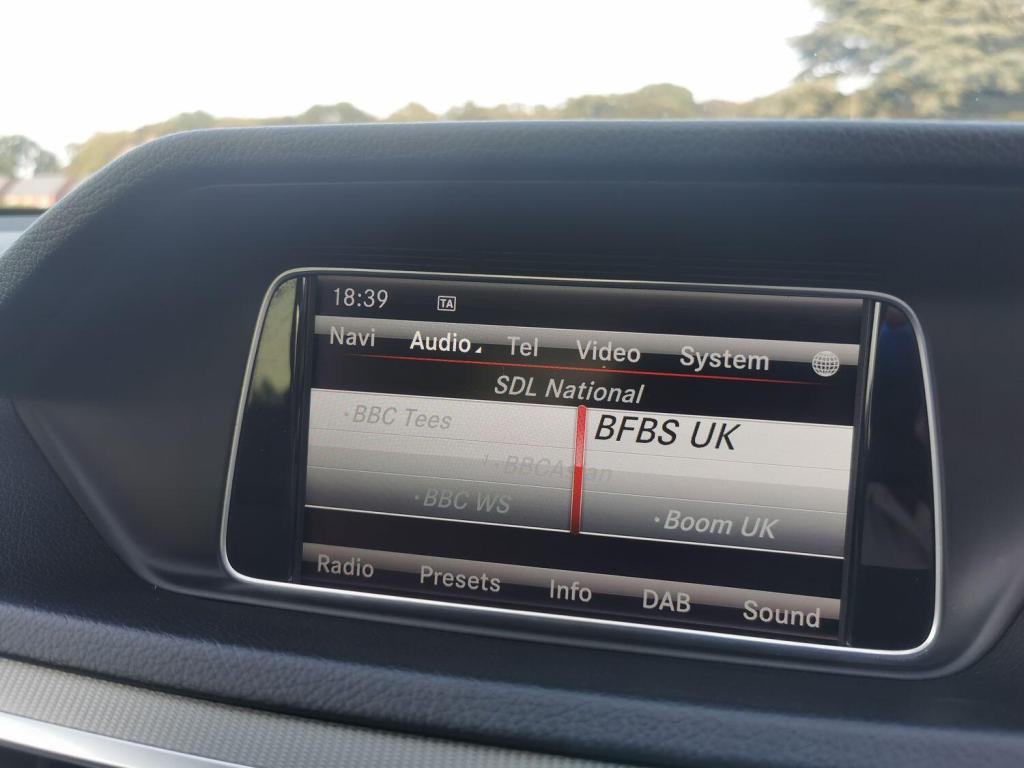 18:39 TA
Navi Audio Tel Video System
SDL National
·BBC Tees BFBS UK
·BBCAsian
·BBC WS ·Boom UK
Radio Presets Info DAB Sound